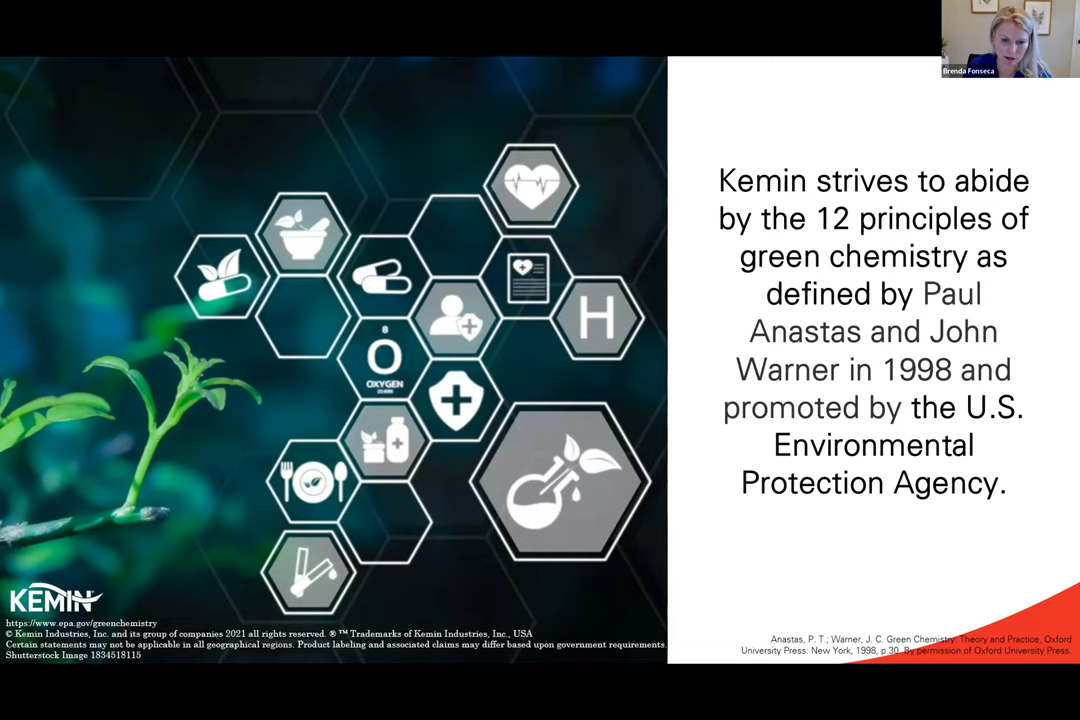 Brenda Fonseca
Kemin strives to abide
by the 12 principles of
green chemistry as
defined by Paul
Anastas and John
Warner in 1998 and
promoted by the U.S.
Environmental
Protection Agency.
H
8
O
OXYGEN
15.999
KEMIN
https://www.epa.gov/greenchemistry
© Kemin Industries, Inc. and its group of companies 2021 all rights reserved. ® ™ Trademarks of Kemin Industries, Inc., USA
Certain statements may not be applicable in all geographical regions. Product labeling and associated claims may differ based upon government requirements.
Shutterstock Image 1834518115
Anastas, P. T.; Warner, J. C. Green Chemistry: Theory and Practice, Oxford
University Press: New York, 1998, p.30. By permission of Oxford University Press.